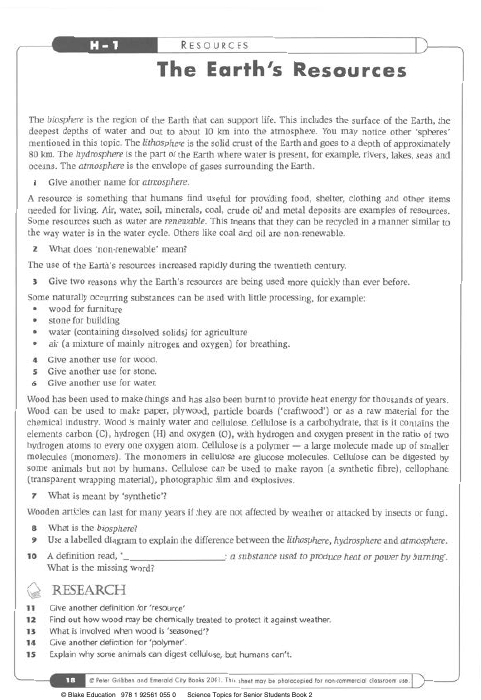 H-1
RESOURCES
The Earth's Resources
The biosphere is the region of the Earth that can support life. This includes the surface of the Earth, the
deepest depths of water and out to about 10 km into the atmosphere. You may notice other 'spheres'
mentioned in this topic. The lithosphere is the solid crust of the Earth and goes to a depth of approximately
80 km. The hydrosphere is the part of the Earth where water is present, for example, rivers, lakes, seas and
oceans. The atmosphere is the envelope of gases surrounding the Earth.
1 Give another name for atmosphere.
A resource is something that humans find useful for providing food, shelter, clothing and other items
needed for living. Air, water, soil, minerals, coal, crude oil and metal deposits are examples of resources.
Some resources such as water are renewable. This means that they can be recycled in a manner similar to
the way water is in the water cycle. Others like coal and oil are non-renewable.
2 What does 'non-renewable' mean?
The use of the Earth's resources increased rapidly during the twentieth century.
3 Give two reasons why the Earth's resources are being used more quickly than ever before.
Some naturally occurring substances can be used with little processing, for example:
• wood for furniture
• stone for building
• water (containing dissolved solids) for agriculture
• air (a mixture of mainly nitrogen and oxygen) for breathing.
4 Give another use for wood.
5 Give another use for stone.
6 Give another use for water.
Wood has been used to make things and has also been burnt to provide heat energy for thousands of years.
Wood can be used to make paper, plywood, particle boards ('craftwood') or as a raw material for the
chemical industry. Wood is mainly water and cellulose. Cellulose is a carbohydrate, that is it contains the
elements carbon (C), hydrogen (H) and oxygen (O), with hydrogen and oxygen present in the ratio of two
hydrogen atoms to every one oxygen atom. Cellulose is a polymer — a large molecule made up of smaller
molecules (monomers). The monomers in cellulose are glucose molecules. Cellulose can be digested by
some animals but not by humans. Cellulose can be used to make rayon (a synthetic fibre), cellophane
(transparent wrapping material), photographic film and explosives.
7 What is meant by 'synthetic'?
Wooden articles can last for many years if they are not affected by weather or attacked by insects or fungi.
8 What is the biosphere?
9 Use a labelled diagram to explain the difference between the lithosphere, hydrosphere and atmosphere.
10 A definition read, '____________________: a substance used to produce heat or power by burning'.
What is the missing word?
RESEARCH
11 Give another definition for 'resource'
12 Find out how wood may be chemically treated to protect it against weather.
13 What is involved when wood is 'seasoned'?
14 Give another definition for 'polymer'.
15 Explain why some animals can digest cellulose, but humans can't.
18
© Peter Gribben and Emerald City Books 2001. This sheet may be photocopied for non-commercial classroom use.
© Blake Education 978 1 92561 055 0 Science Topics for Senior Students Book 2